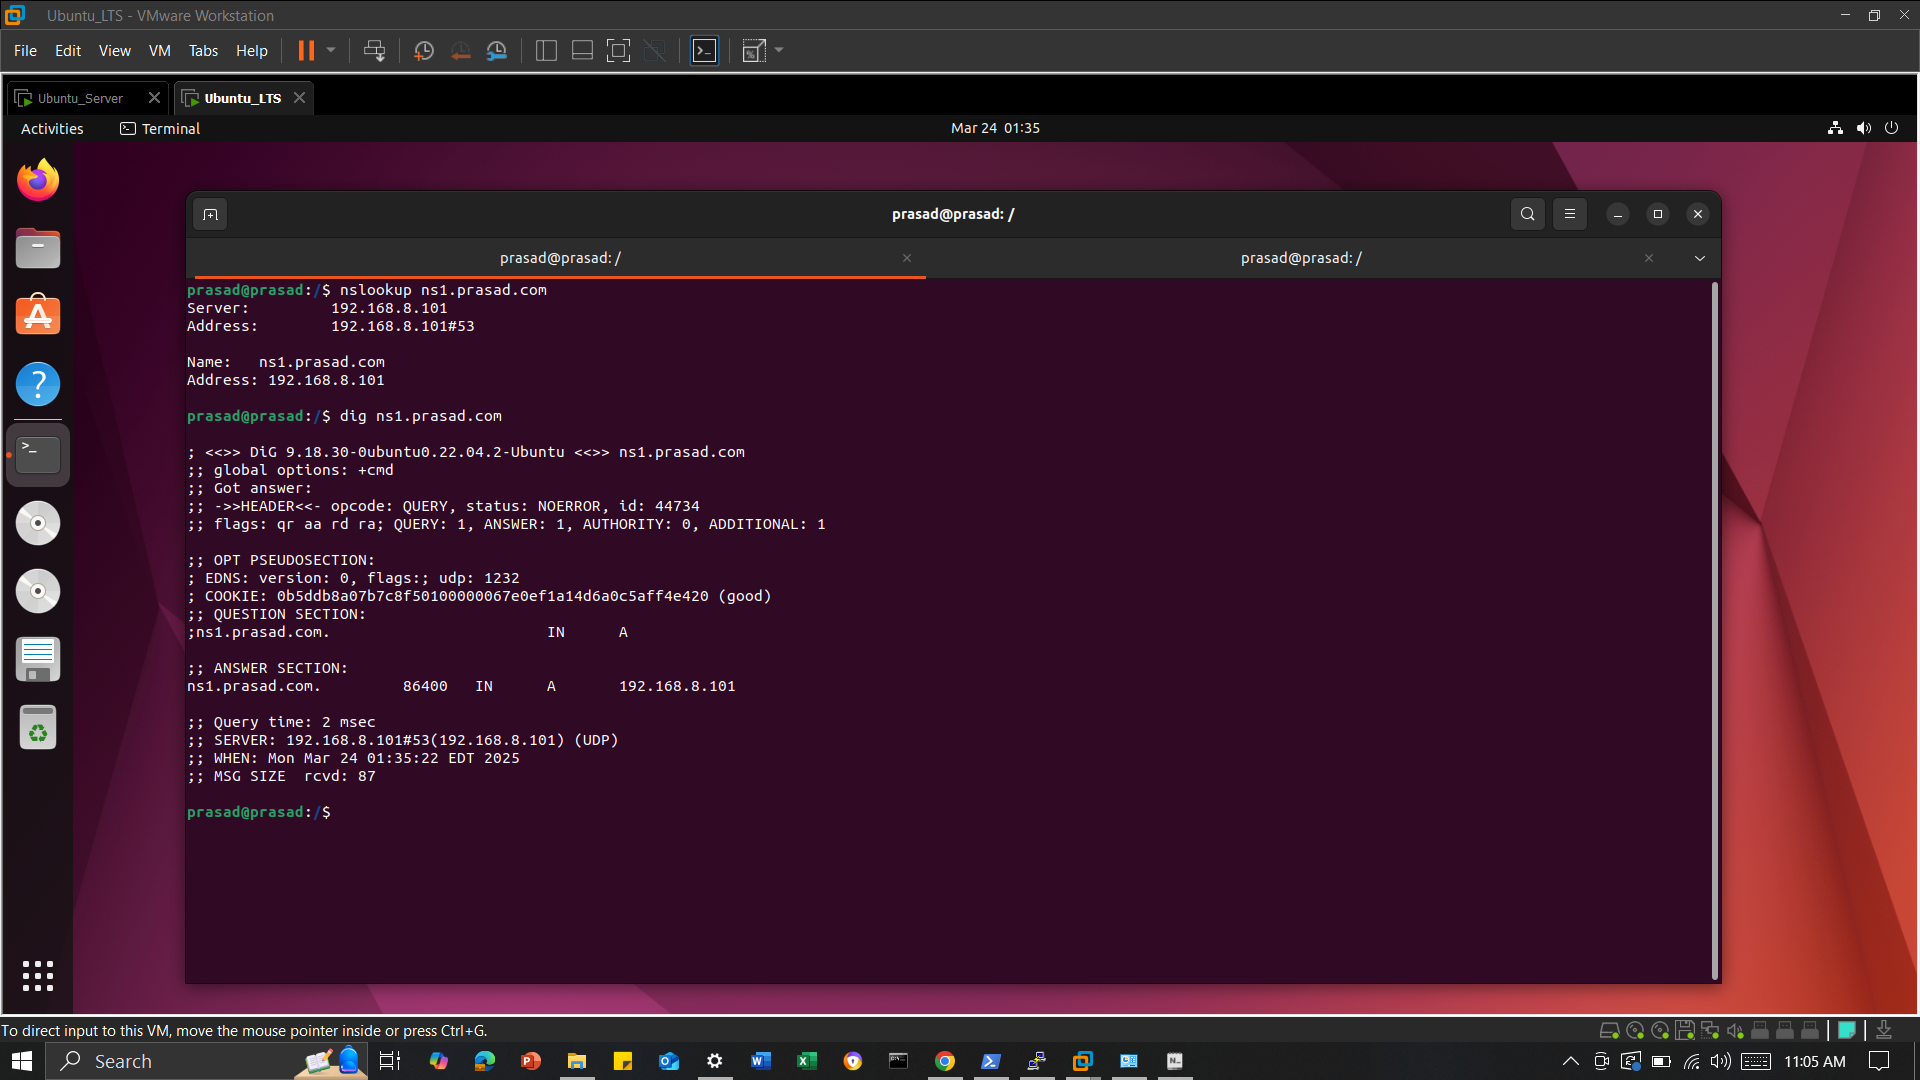 Ubuntu_LTS - VMware Workstation
File Edit View VM Tabs Help
Ubuntu_Server
Ubuntu_LTS
Activities
Terminal
Mar 24 01:35
prasad@prasad: /
prasad@prasad: /
prasad@prasad: /
prasad@prasad:/$ nslookup ns1.prasad.com
Server: 192.168.8.101
Address: 192.168.8.101#53
Name: ns1.prasad.com
Address: 192.168.8.101
prasad@prasad:/$ dig ns1.prasad.com
; <<>> DiG 9.18.30-0ubuntu0.22.04.2-Ubuntu <<>> ns1.prasad.com
;; global options: +cmd
;; Got answer:
;; ->>HEADER<<- opcode: QUERY, status: NOERROR, id: 44734
;; flags: qr aa rd ra; QUERY: 1, ANSWER: 1, AUTHORITY: 0, ADDITIONAL: 1
;; OPT PSEUDOSECTION:
; EDNS: version: 0, flags:; udp: 1232
; COOKIE: 0b5ddb8a07b7c8f50100000067e0ef1a14d6a0c5aff4e420 (good)
;; QUESTION SECTION:
;ns1.prasad.com. IN A
;; ANSWER SECTION:
ns1.prasad.com. 86400 IN A 192.168.8.101
;; Query time: 2 msec
;; SERVER: 192.168.8.101#53(192.168.8.101) (UDP)
;; WHEN: Mon Mar 24 01:35:22 EDT 2025
;; MSG SIZE rcvd: 87
prasad@prasad:/$
To direct input to this VM, move the mouse pointer inside or press Ctrl+G.
Search
11:05 AM